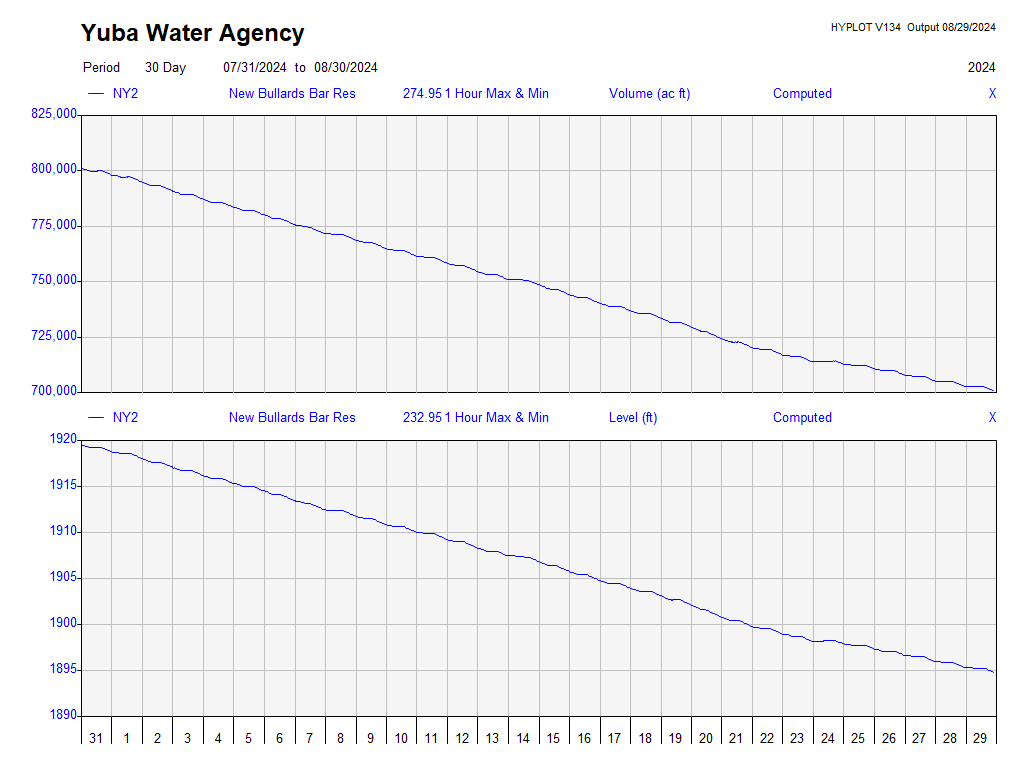 Yuba Water Agency
HYPLOT V134 Output 08/29/2024
Period 30 Day 07/31/2024 to 08/30/2024 2024
NY2 New Bullards Bar Res 274.95 1 Hour Max & Min Volume (ac ft) Computed X
825,000
800,000
775,000
750,000
725,000
700,000
NY2 New Bullards Bar Res 232.95 1 Hour Max & Min Level (ft) Computed X
1920
1915
1910
1905
1900
1895
1890
31 1 2 3 4 5 6 7 8 9 10 11 12 13 14 15 16 17 18 19 20 21 22 23 24 25 26 27 28 29